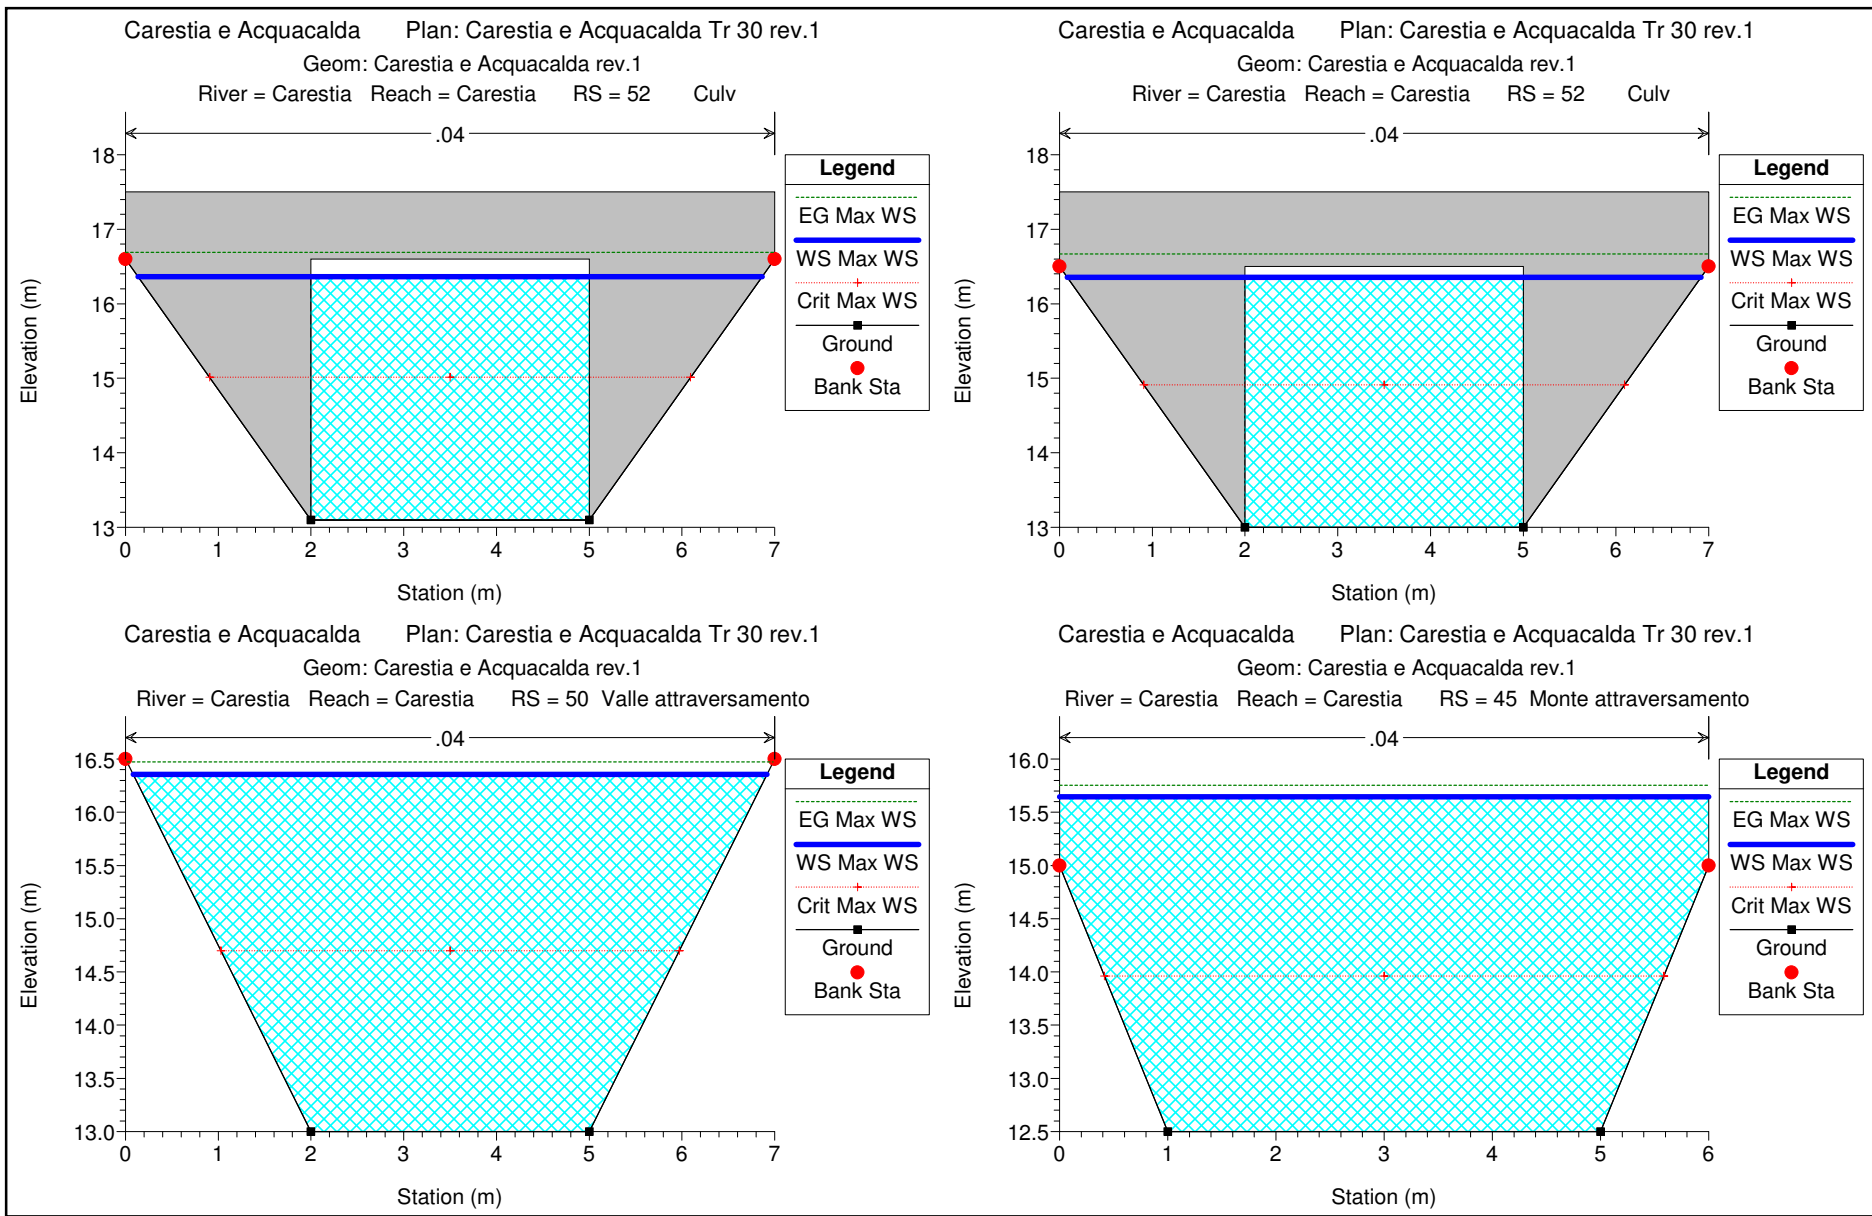 Carestia e Acquacalda Plan: Carestia e Acquacalda Tr 30 rev.1
Geom: Carestia e Acquacalda rev.1
River = Carestia Reach = Carestia RS = 52 Culv
.04
18
17
16
15
14
13
Elevation (m)
0 1 2 3 4 5 6 7
Station (m)
Legend
EG Max WS
WS Max WS
Crit Max WS
Ground
Bank Sta
Carestia e Acquacalda Plan: Carestia e Acquacalda Tr 30 rev.1
Geom: Carestia e Acquacalda rev.1
River = Carestia Reach = Carestia RS = 52 Culv
.04
18
17
16
15
14
13
Elevation (m)
0 1 2 3 4 5 6 7
Station (m)
Legend
EG Max WS
WS Max WS
Crit Max WS
Ground
Bank Sta
Carestia e Acquacalda Plan: Carestia e Acquacalda Tr 30 rev.1
Geom: Carestia e Acquacalda rev.1
River = Carestia Reach = Carestia RS = 50 Valle attraversamento
.04
16.5
16.0
15.5
15.0
14.5
14.0
13.5
13.0
Elevation (m)
0 1 2 3 4 5 6 7
Station (m)
Legend
EG Max WS
WS Max WS
Crit Max WS
Ground
Bank Sta
Carestia e Acquacalda Plan: Carestia e Acquacalda Tr 30 rev.1
Geom: Carestia e Acquacalda rev.1
River = Carestia Reach = Carestia RS = 45 Monte attraversamento
.04
16.0
15.5
15.0
14.5
14.0
13.5
13.0
12.5
Elevation (m)
0 1 2 3 4 5 6
Station (m)
Legend
EG Max WS
WS Max WS
Crit Max WS
Ground
Bank Sta